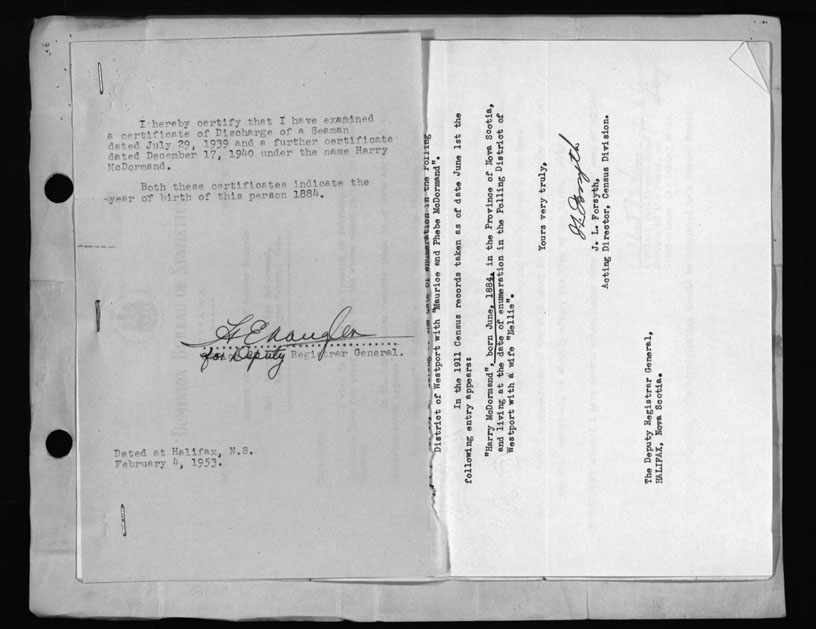 I hereby certify that I have examined
a certificate of Discharge of a Seaman
dated July 29, 1939 and a further certificate
dated December 17, 1940 under the name Harry
McDormand.
Both these certificates indicate the
year of birth of this person 1884.
for Deputy Registrar General.
Dated at Halifax, N.S.
February 4, 1953.
enumeration in the Polling
District of Westport with "Maurice and Phebe McDormand".
In the 1911 Census records taken as of date June 1st the
following entry appears:
"Harry McDormand", born June, 1884, in the Province of Nova Scotia,
and living at the date of enumeration in the Polling District of
Westport with a wife "Nellie".
Yours very truly,
J. L. Forsyth
J. L. Forsyth,
Acting Director, Census Division.
The Deputy Registrar General,
HALIFAX, Nova Scotia.